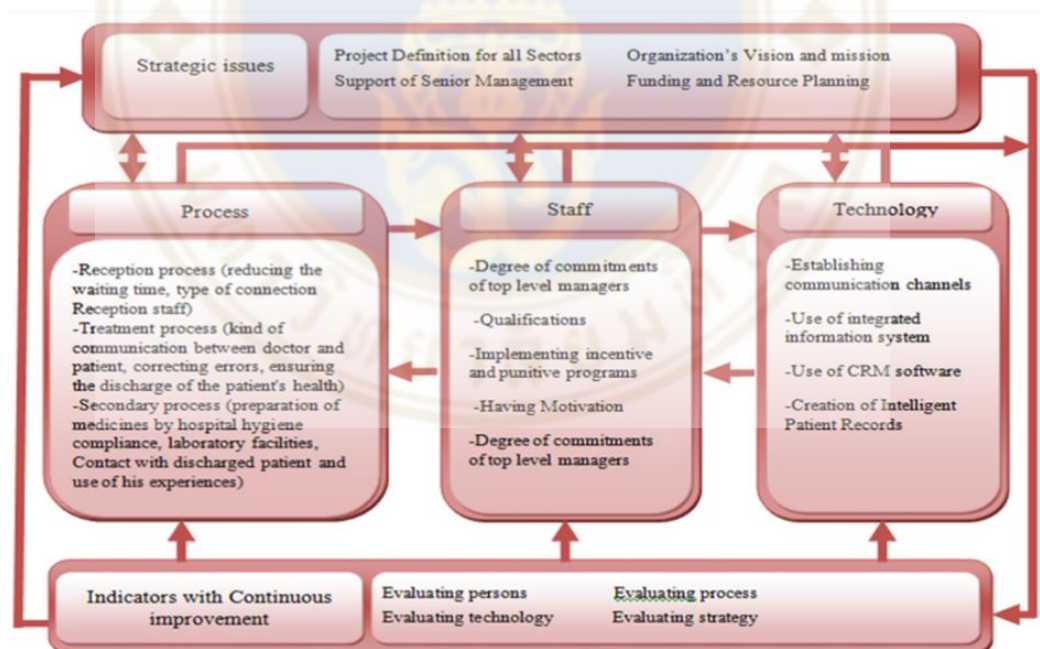 Strategic issues
Project Definition for all Sectors
Support of Senior Management
Organization's Vision and mission
Funding and Resource Planning
Process
-Reception process (reducing the
waiting time, type of connection
Reception staff)
-Treatment process (kind of
communication between doctor and
patient, correcting errors, ensuring
the discharge of the patient's health)
-Secondary process (preparation of
medicines by hospital hygiene
compliance, laboratory facilities,
Contact with discharged patient and
use of his experiences)
Staff
-Degree of commitments
of top level managers
-Qualifications
-Implementing incentive
and punitive programs
-Having Motivation
-Degree of commitments
of top level managers
Technology
-Establishing
communication channels
-Use of integrated
information system
-Use of CRM software
-Creation of Intelligent
Patient Records
Indicators with Continuous
improvement
Evaluating persons
Evaluating technology
Evaluating process
Evaluating strategy